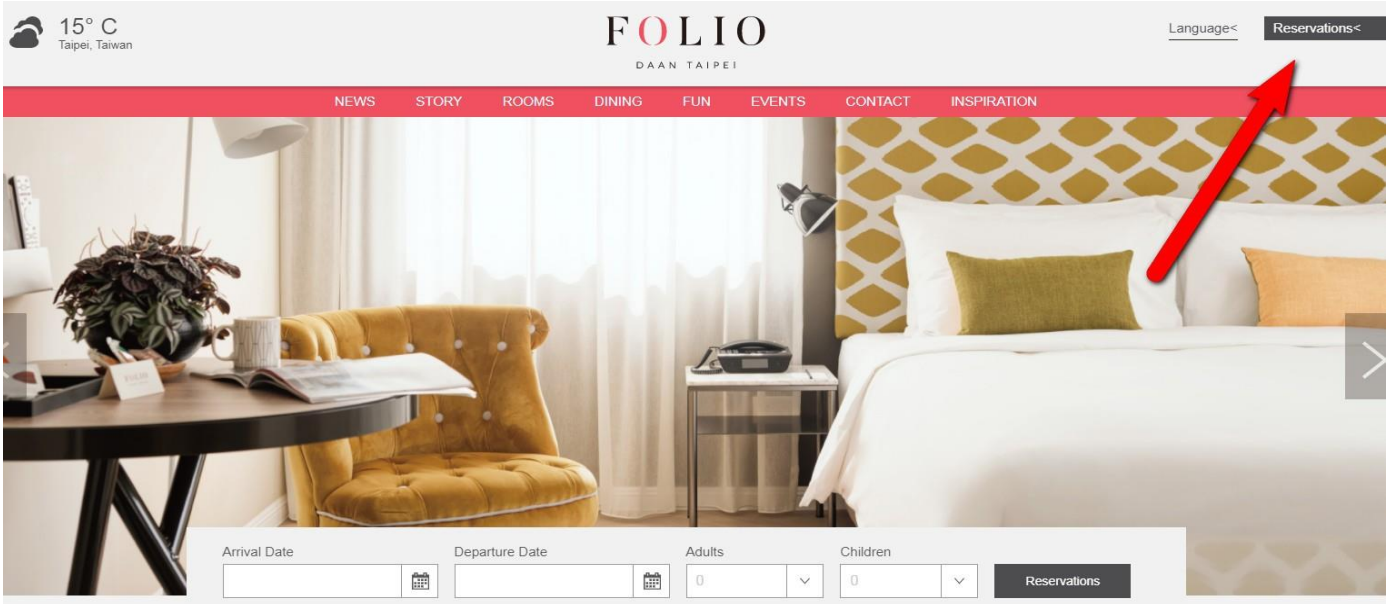 15° C
Taipei, Taiwan
FOLIO
DAAN TAIPEI
Language<
Reservations<
NEWS STORY ROOMS DINING FUN EVENTS CONTACT INSPIRATION
FOLIO
Arrival Date Departure Date Adults Children
0 0 Reservations